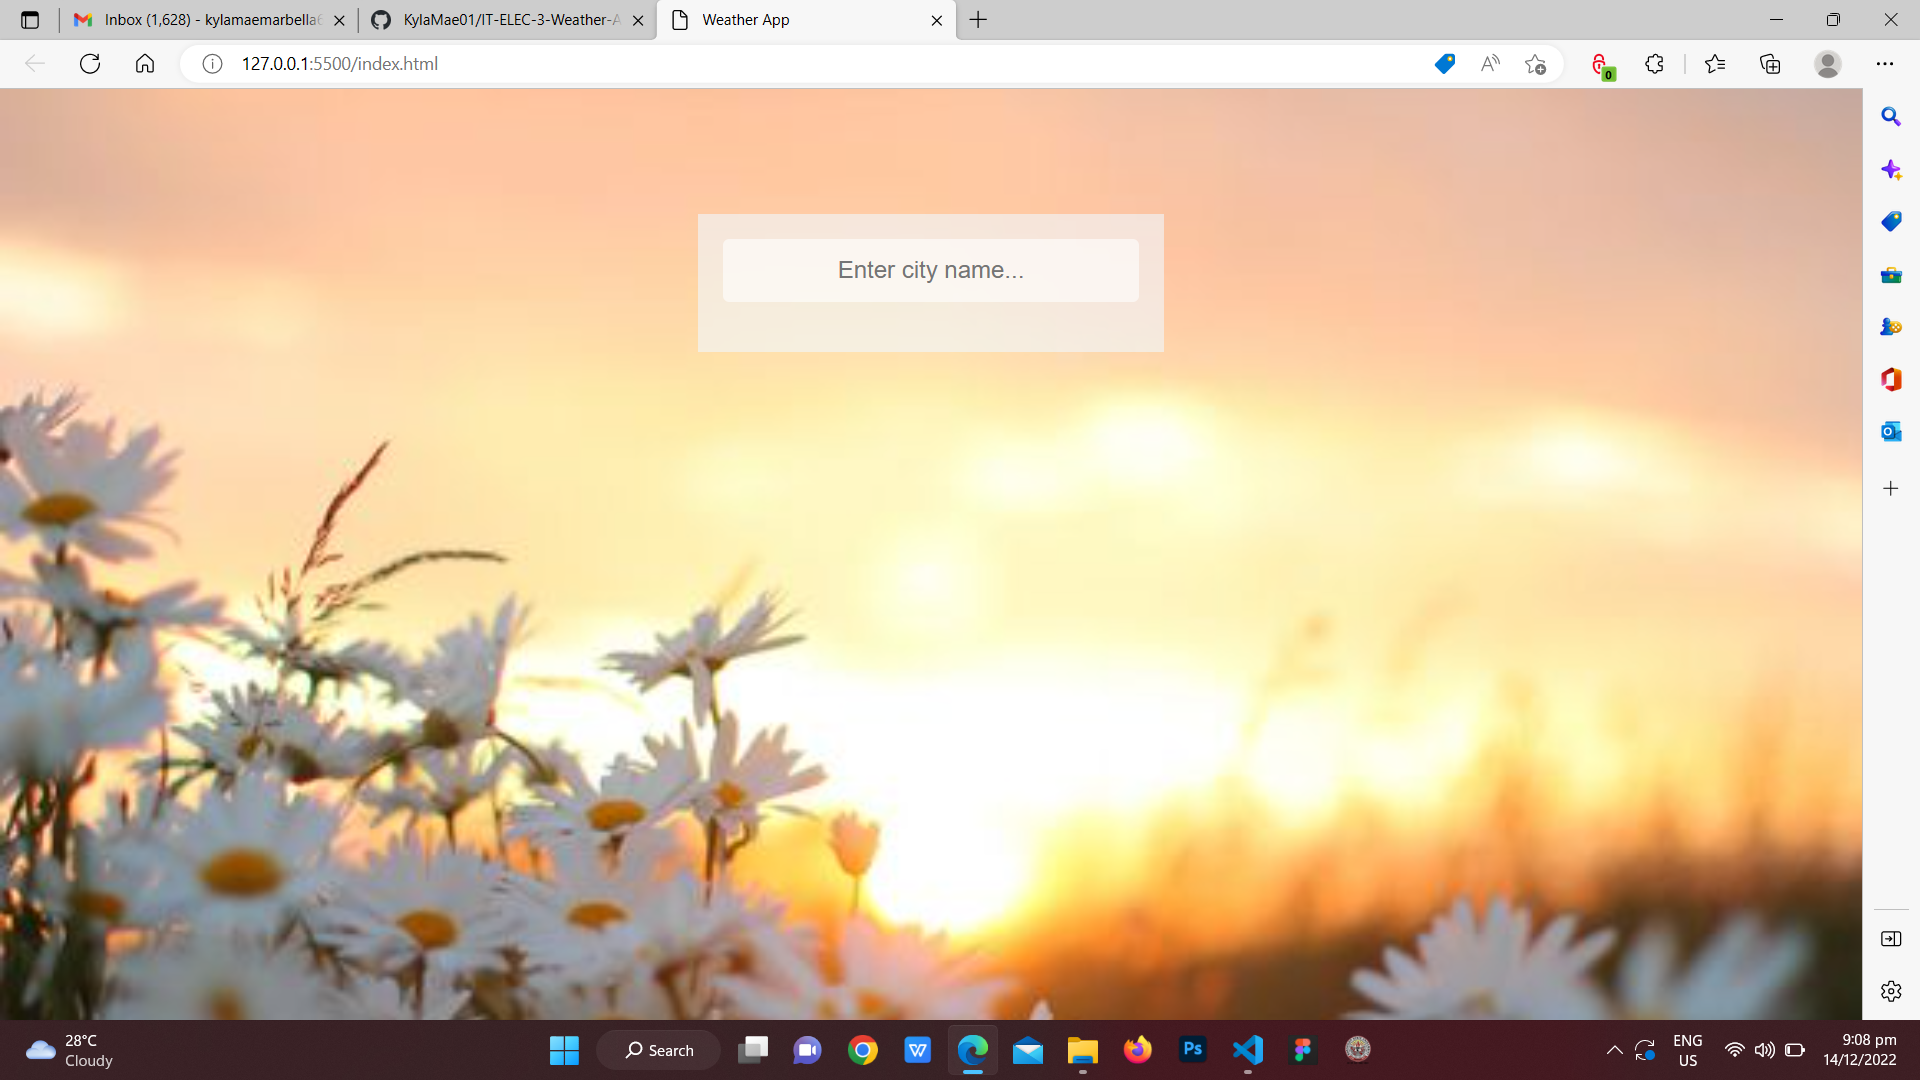 Inbox (1,628) - kylamaemarbella
KylaMae01/IT-ELEC-3-Weather-A
Weather App
127.0.0.1:5500/index.html
0
Enter city name...
28°C
Cloudy
Search
Ps
ENG
US
9:08 pm
14/12/2022